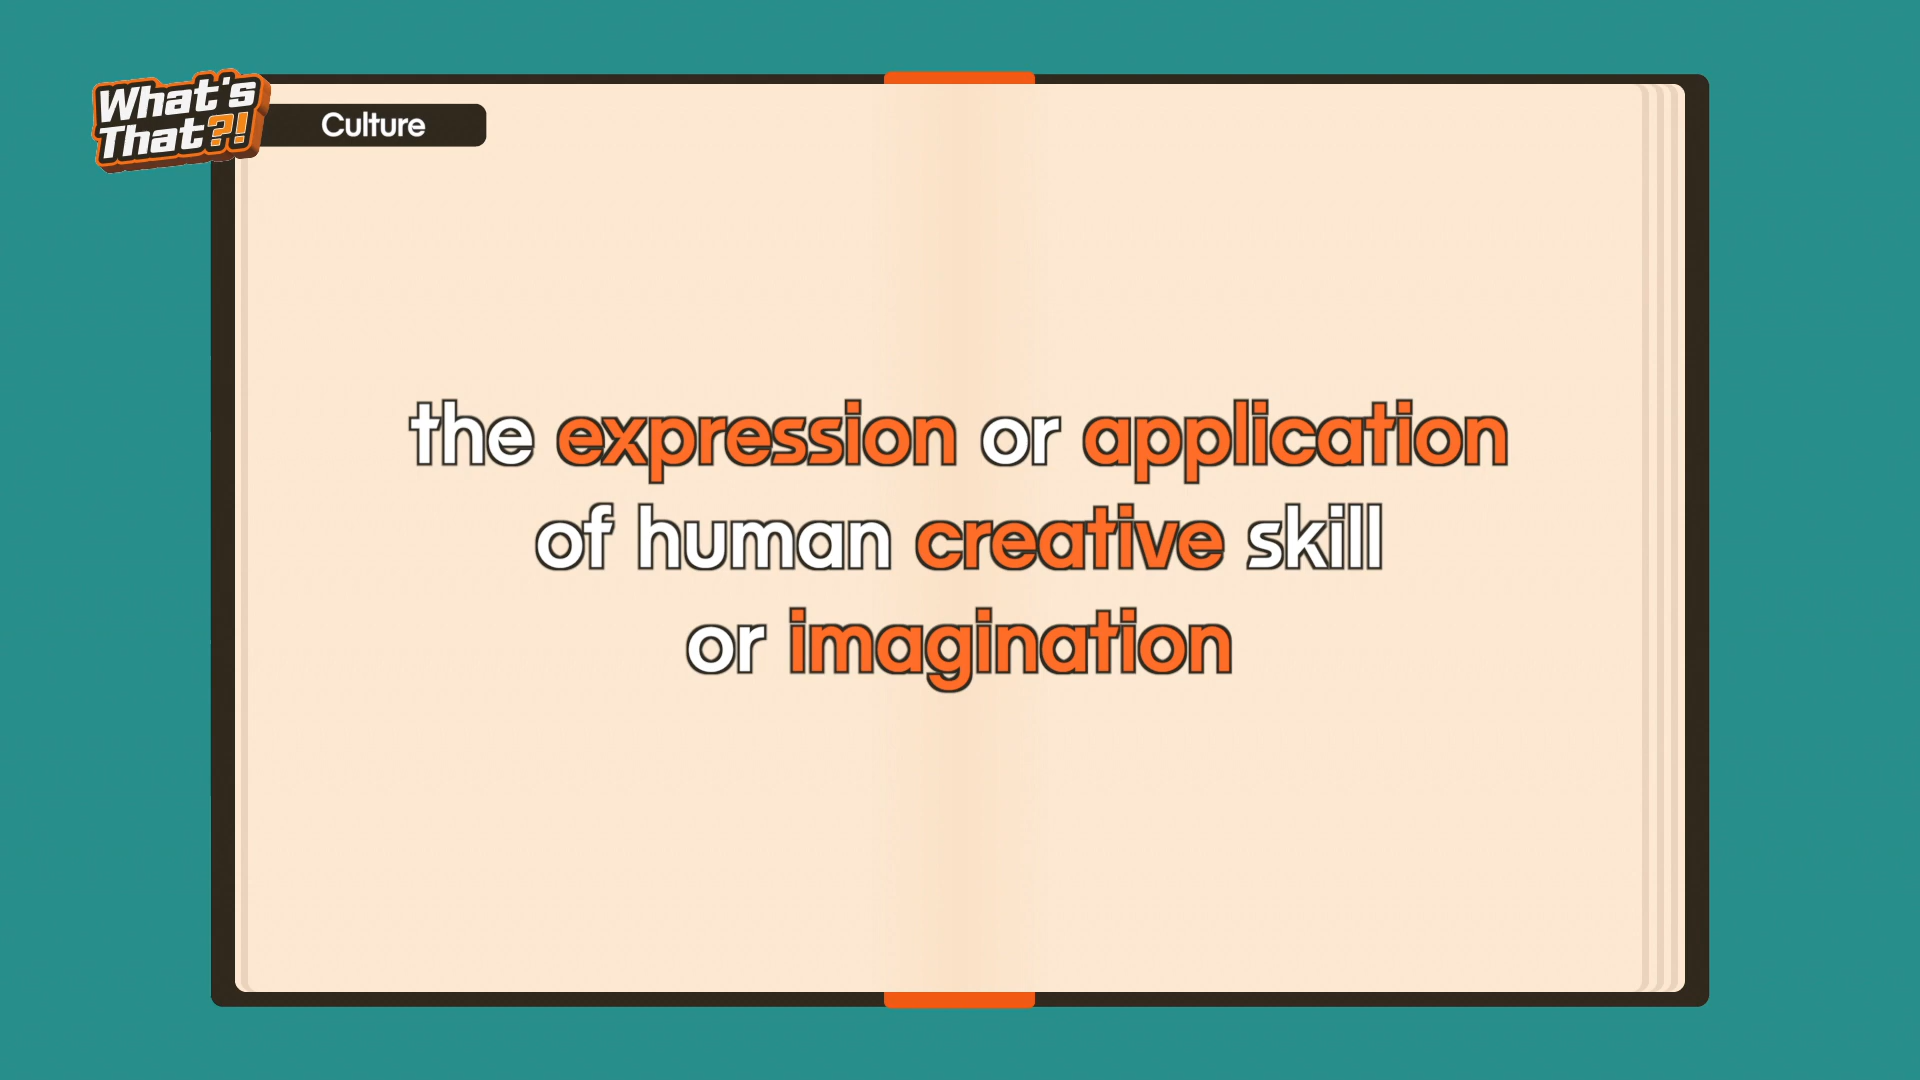 What's
That?!
Culture
the expression or application
of human creative skill
or imagination